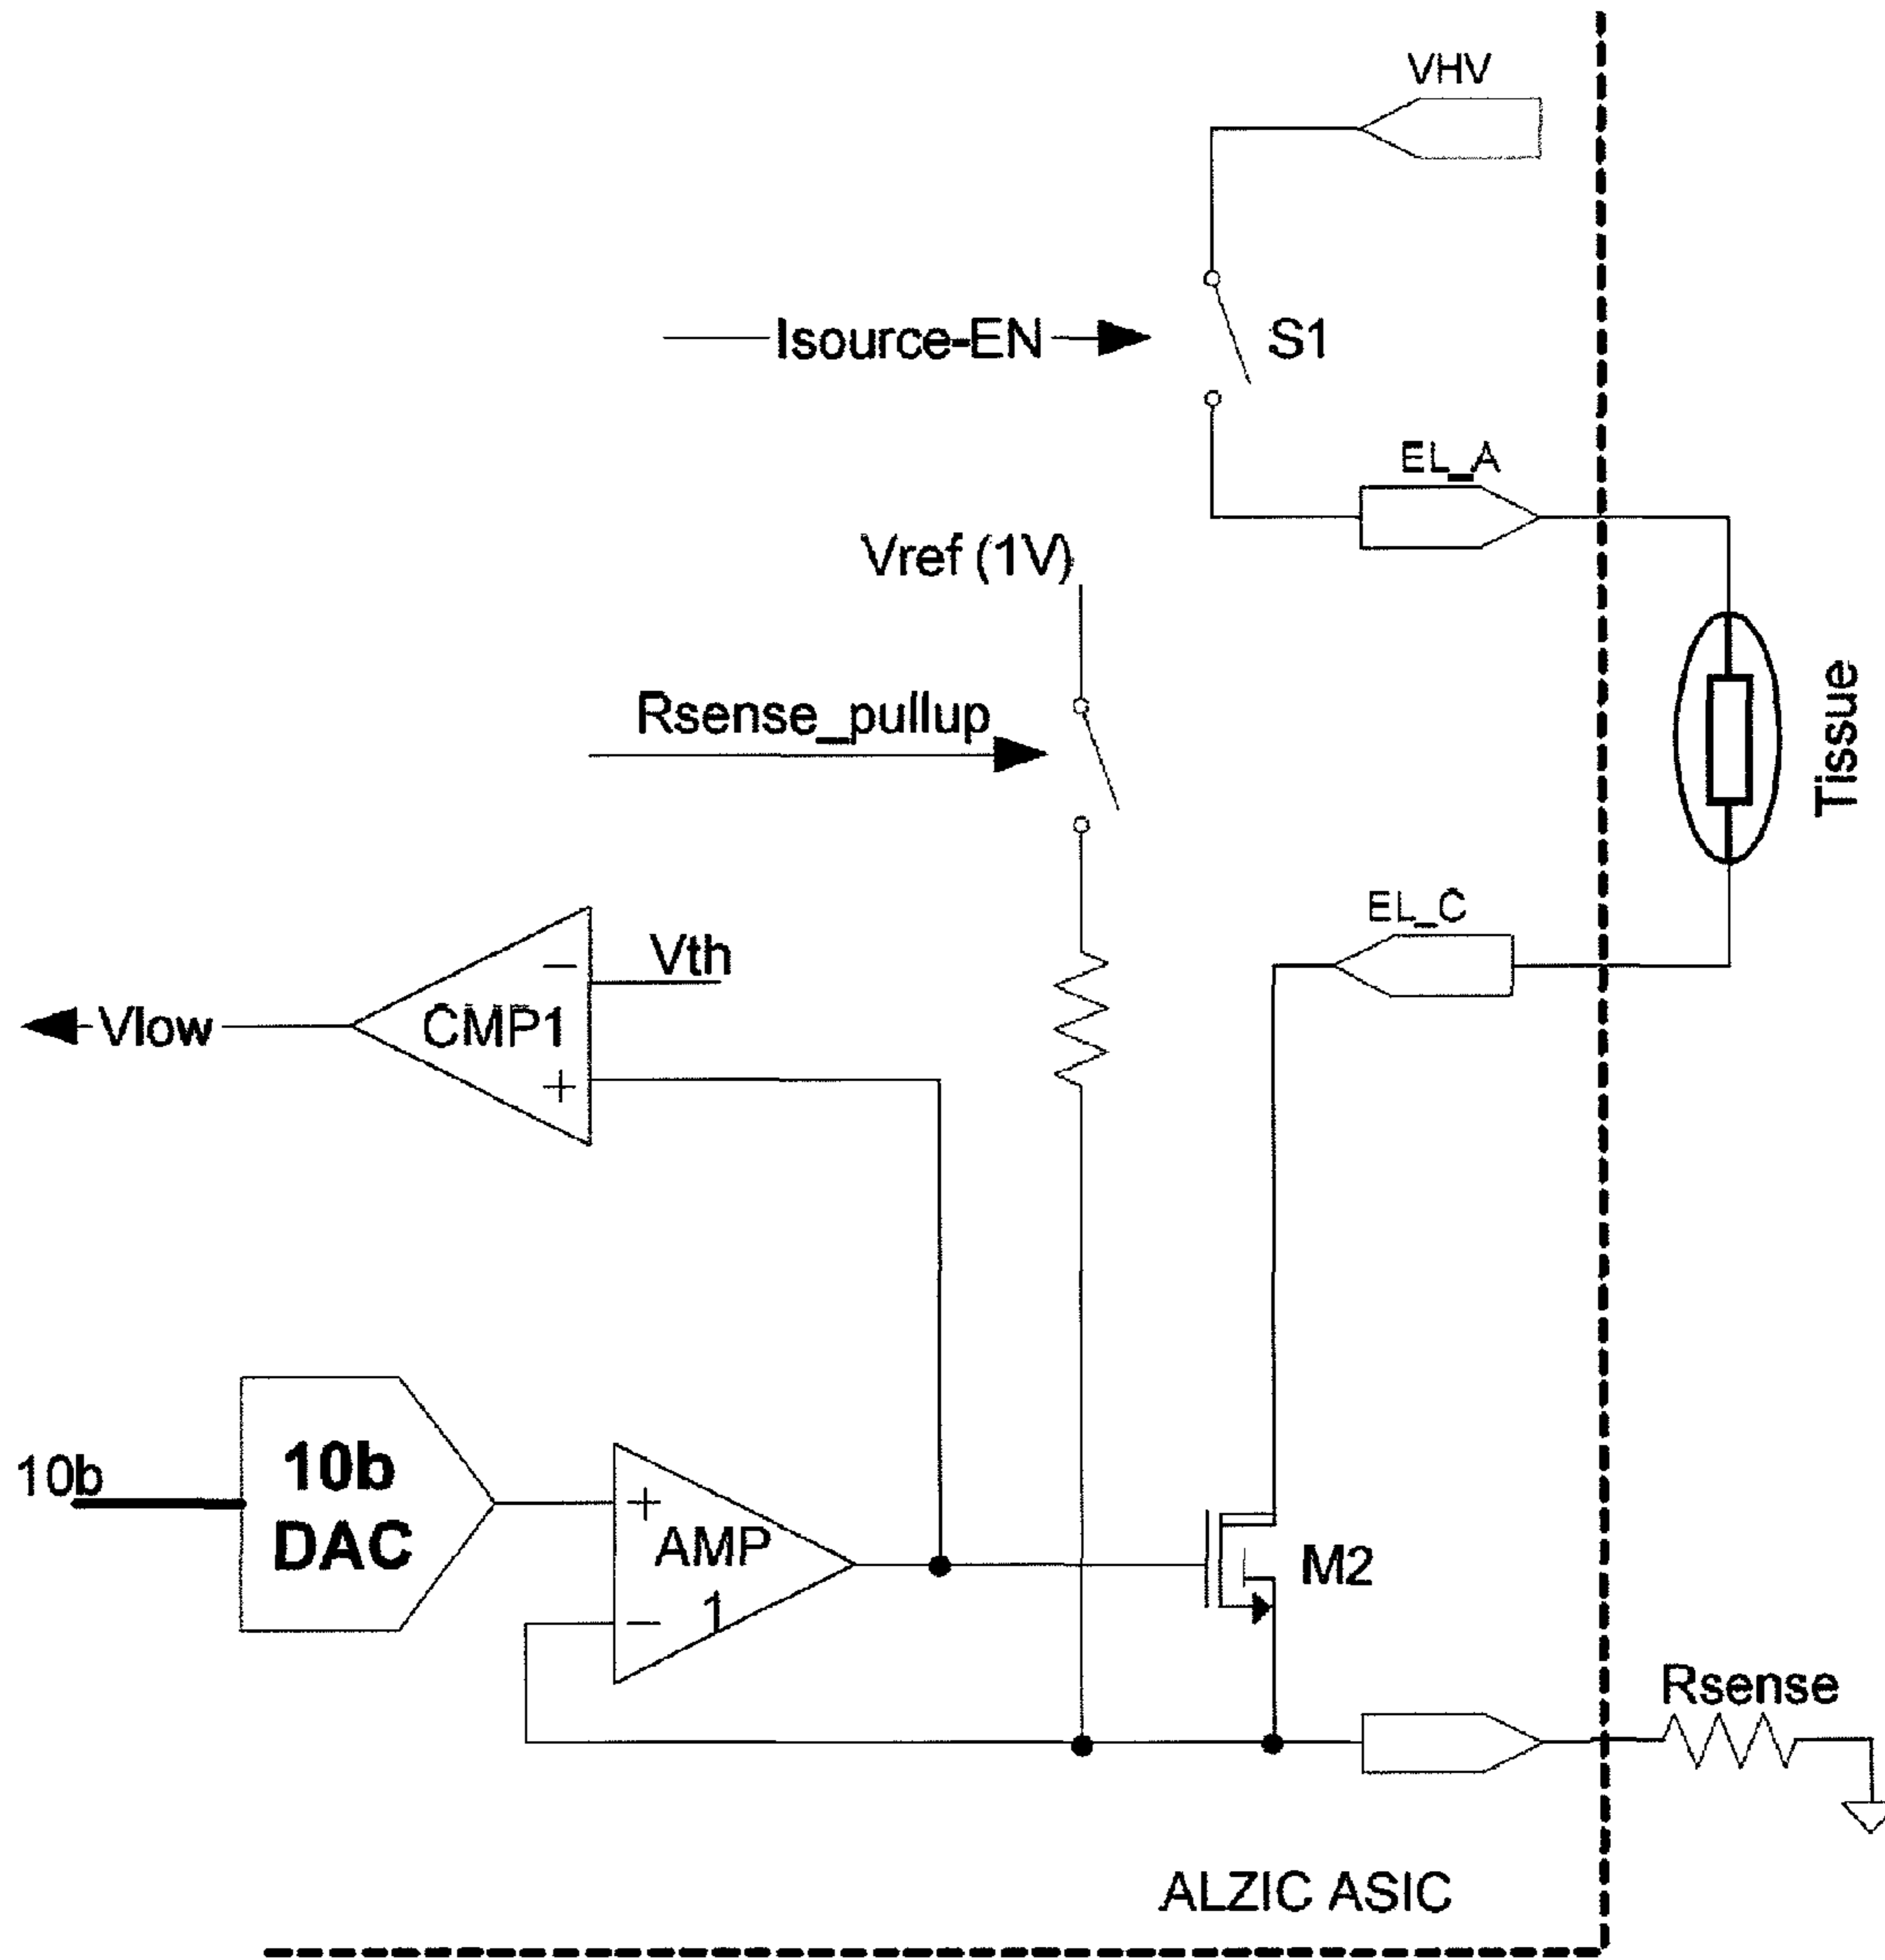 VHV
Isource-EN
S1
EL_A
Vref (1V)
Rsense_pullup
Tissue
EL_C
Vth
−
CMP1
+
Vlow
10b
10b
DAC
+
AMP
1
−
M2
Rsense
ALZIC ASIC